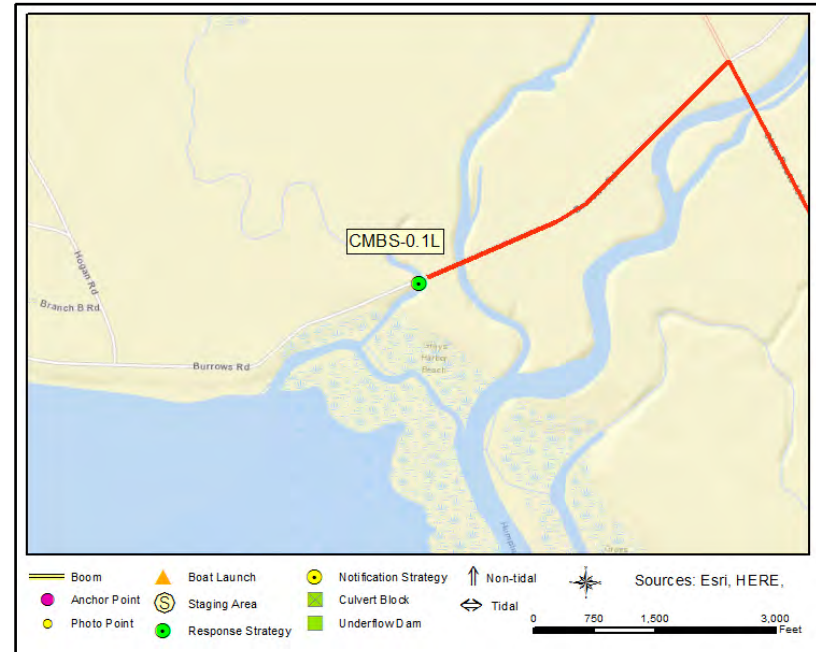 CMBS-0.1L
Hogan Rd
Branch B Rd
Burrows Rd
Harbor
Beach
Boom
Anchor Point
Photo Point
Boat Launch
S Staging Area
Response Strategy
Notification Strategy
Culvert Block
Underflow Dam
Non-tidal
Tidal
Sources: Esri, HERE,
0 750 1,500 3,000
Feet